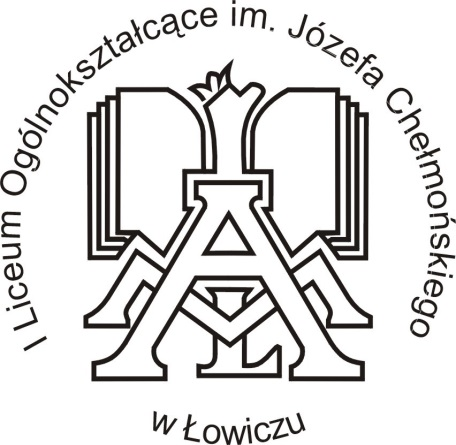 I Liceum Ogólnokształcące im. Józefa Chełmońskiego
w Łowiczu